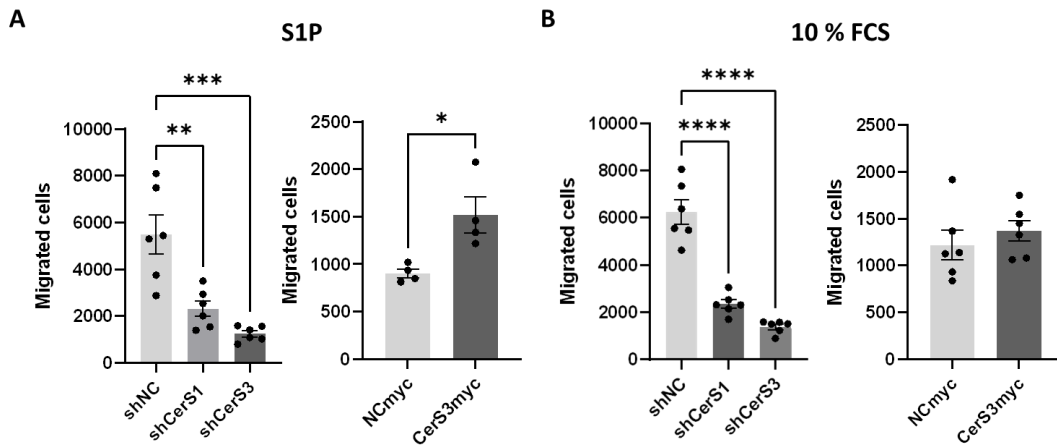 A
S1P
B
10 % FCS
***
**
Migrated cells
10000
8000
6000
4000
2000
0
shNC
shCerS1
shCerS3
*
Migrated cells
2500
2000
1500
1000
500
0
NCmyc
CerS3myc
****
****
Migrated cells
10000
8000
6000
4000
2000
0
shNC
shCerS1
shCerS3
Migrated cells
2500
2000
1500
1000
500
0
NCmyc
CerS3myc